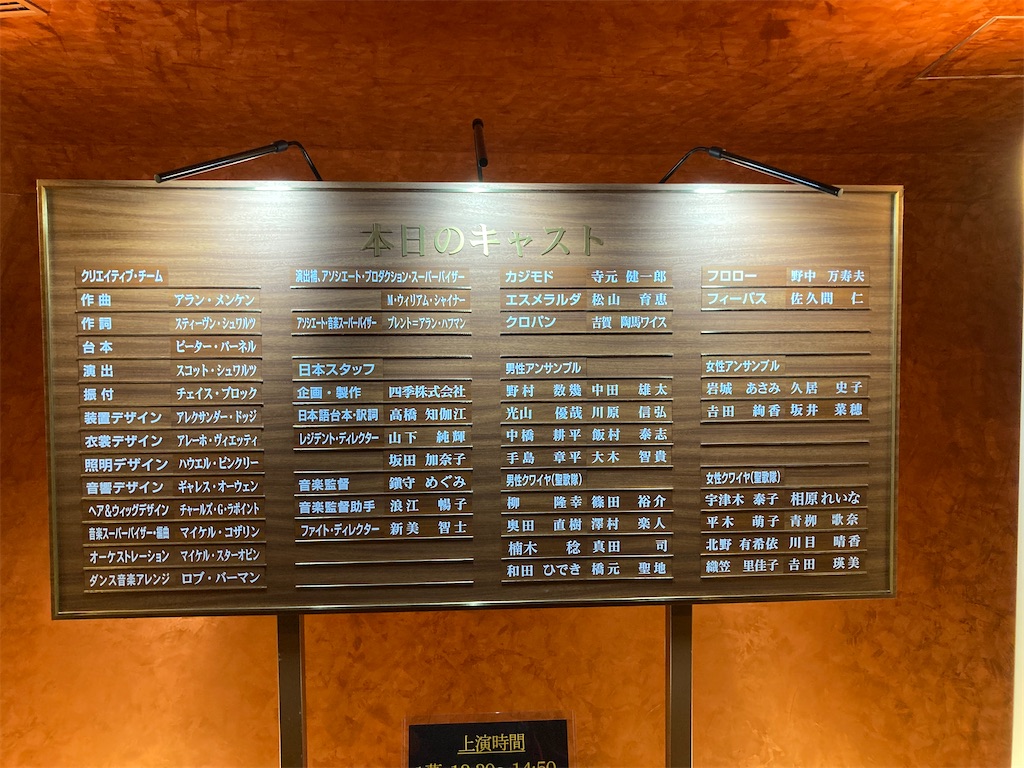 本日のキャスト
クリエイティブ・チーム
作曲 アラン・メンケン
作詞 スティーヴン・シュワルツ
台本 ピーター・パーネル
演出 スコット・シュワルツ
振付 チェイス・ブロック
装置デザイン アレクサンダー・ドッジ
衣裳デザイン アレーホ・ヴィエッティ
照明デザイン ハウエル・ビンクリー
音響デザイン ギャレス・オーウェン
ヘア&ウィッグデザイン チャールズ・G・ラポイント
音楽スーパーバイザー・編曲 マイケル・コザリン
オーケストレーション マイケル・スターオビン
ダンス音楽アレンジ ロブ・バーマン
演出補、アソシエート・プロダクション・スーパーバイザー
M・ウィリアム・シャイナー
アソシエート・音楽スーパーバイザー ブレント=アラン・ハフマン
日本スタッフ
企画・製作 四季株式会社
日本語台本・訳詞 高橋 知伽江
レジデント・ディレクター 山下 純輝
坂田 加奈子
音楽監督 鎮守 めぐみ
音楽監督助手 浪江 暢子
ファイト・ディレクター 新美 智士
カジモド 寺元 健一郎
エスメラルダ 松山 育恵
クロパン 吉賀 陶馬ワイス
男性アンサンブル
野村 数幾 中田 雄太
光山 優哉 川原 信弘
中橋 耕平 飯村 泰志
手島 章平 大木 智貴
男性クワイヤ(聖歌隊)
柳 隆幸 篠田 裕介
奥田 直樹 澤村 楽人
楠木 稔 真田 司
和田 ひでき 橋元 聖地
フロロー 野中 万寿夫
フィーバス 佐久間 仁
女性アンサンブル
岩城 あさみ 久居 史子
吉田 絢香 坂井 菜穂
女性クワイヤ(聖歌隊)
宇津木 泰子 相原 れいな
平木 萌子 青柳 歌奈
北野 有希依 川目 晴香
織笠 里佳子 吉田 瑛美
上演時間